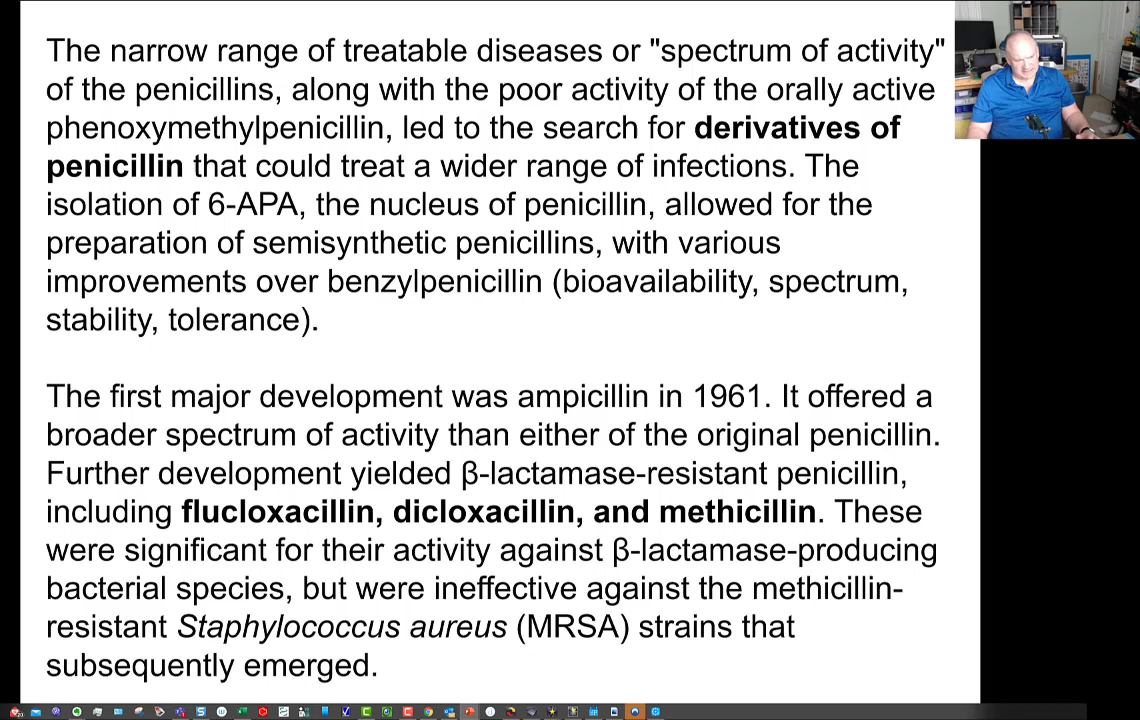 The narrow range of treatable diseases or "spectrum of activity"
of the penicillins, along with the poor activity of the orally active
phenoxymethylpenicillin, led to the search for derivatives of
penicillin that could treat a wider range of infections. The
isolation of 6-APA, the nucleus of penicillin, allowed for the
preparation of semisynthetic penicillins, with various
improvements over benzylpenicillin (bioavailability, spectrum,
stability, tolerance).
The first major development was ampicillin in 1961. It offered a
broader spectrum of activity than either of the original penicillin.
Further development yielded β-lactamase-resistant penicillin,
including flucloxacillin, dicloxacillin, and methicillin. These
were significant for their activity against β-lactamase-producing
bacterial species, but were ineffective against the methicillin-
resistant Staphylococcus aureus (MRSA) strains that
subsequently emerged.